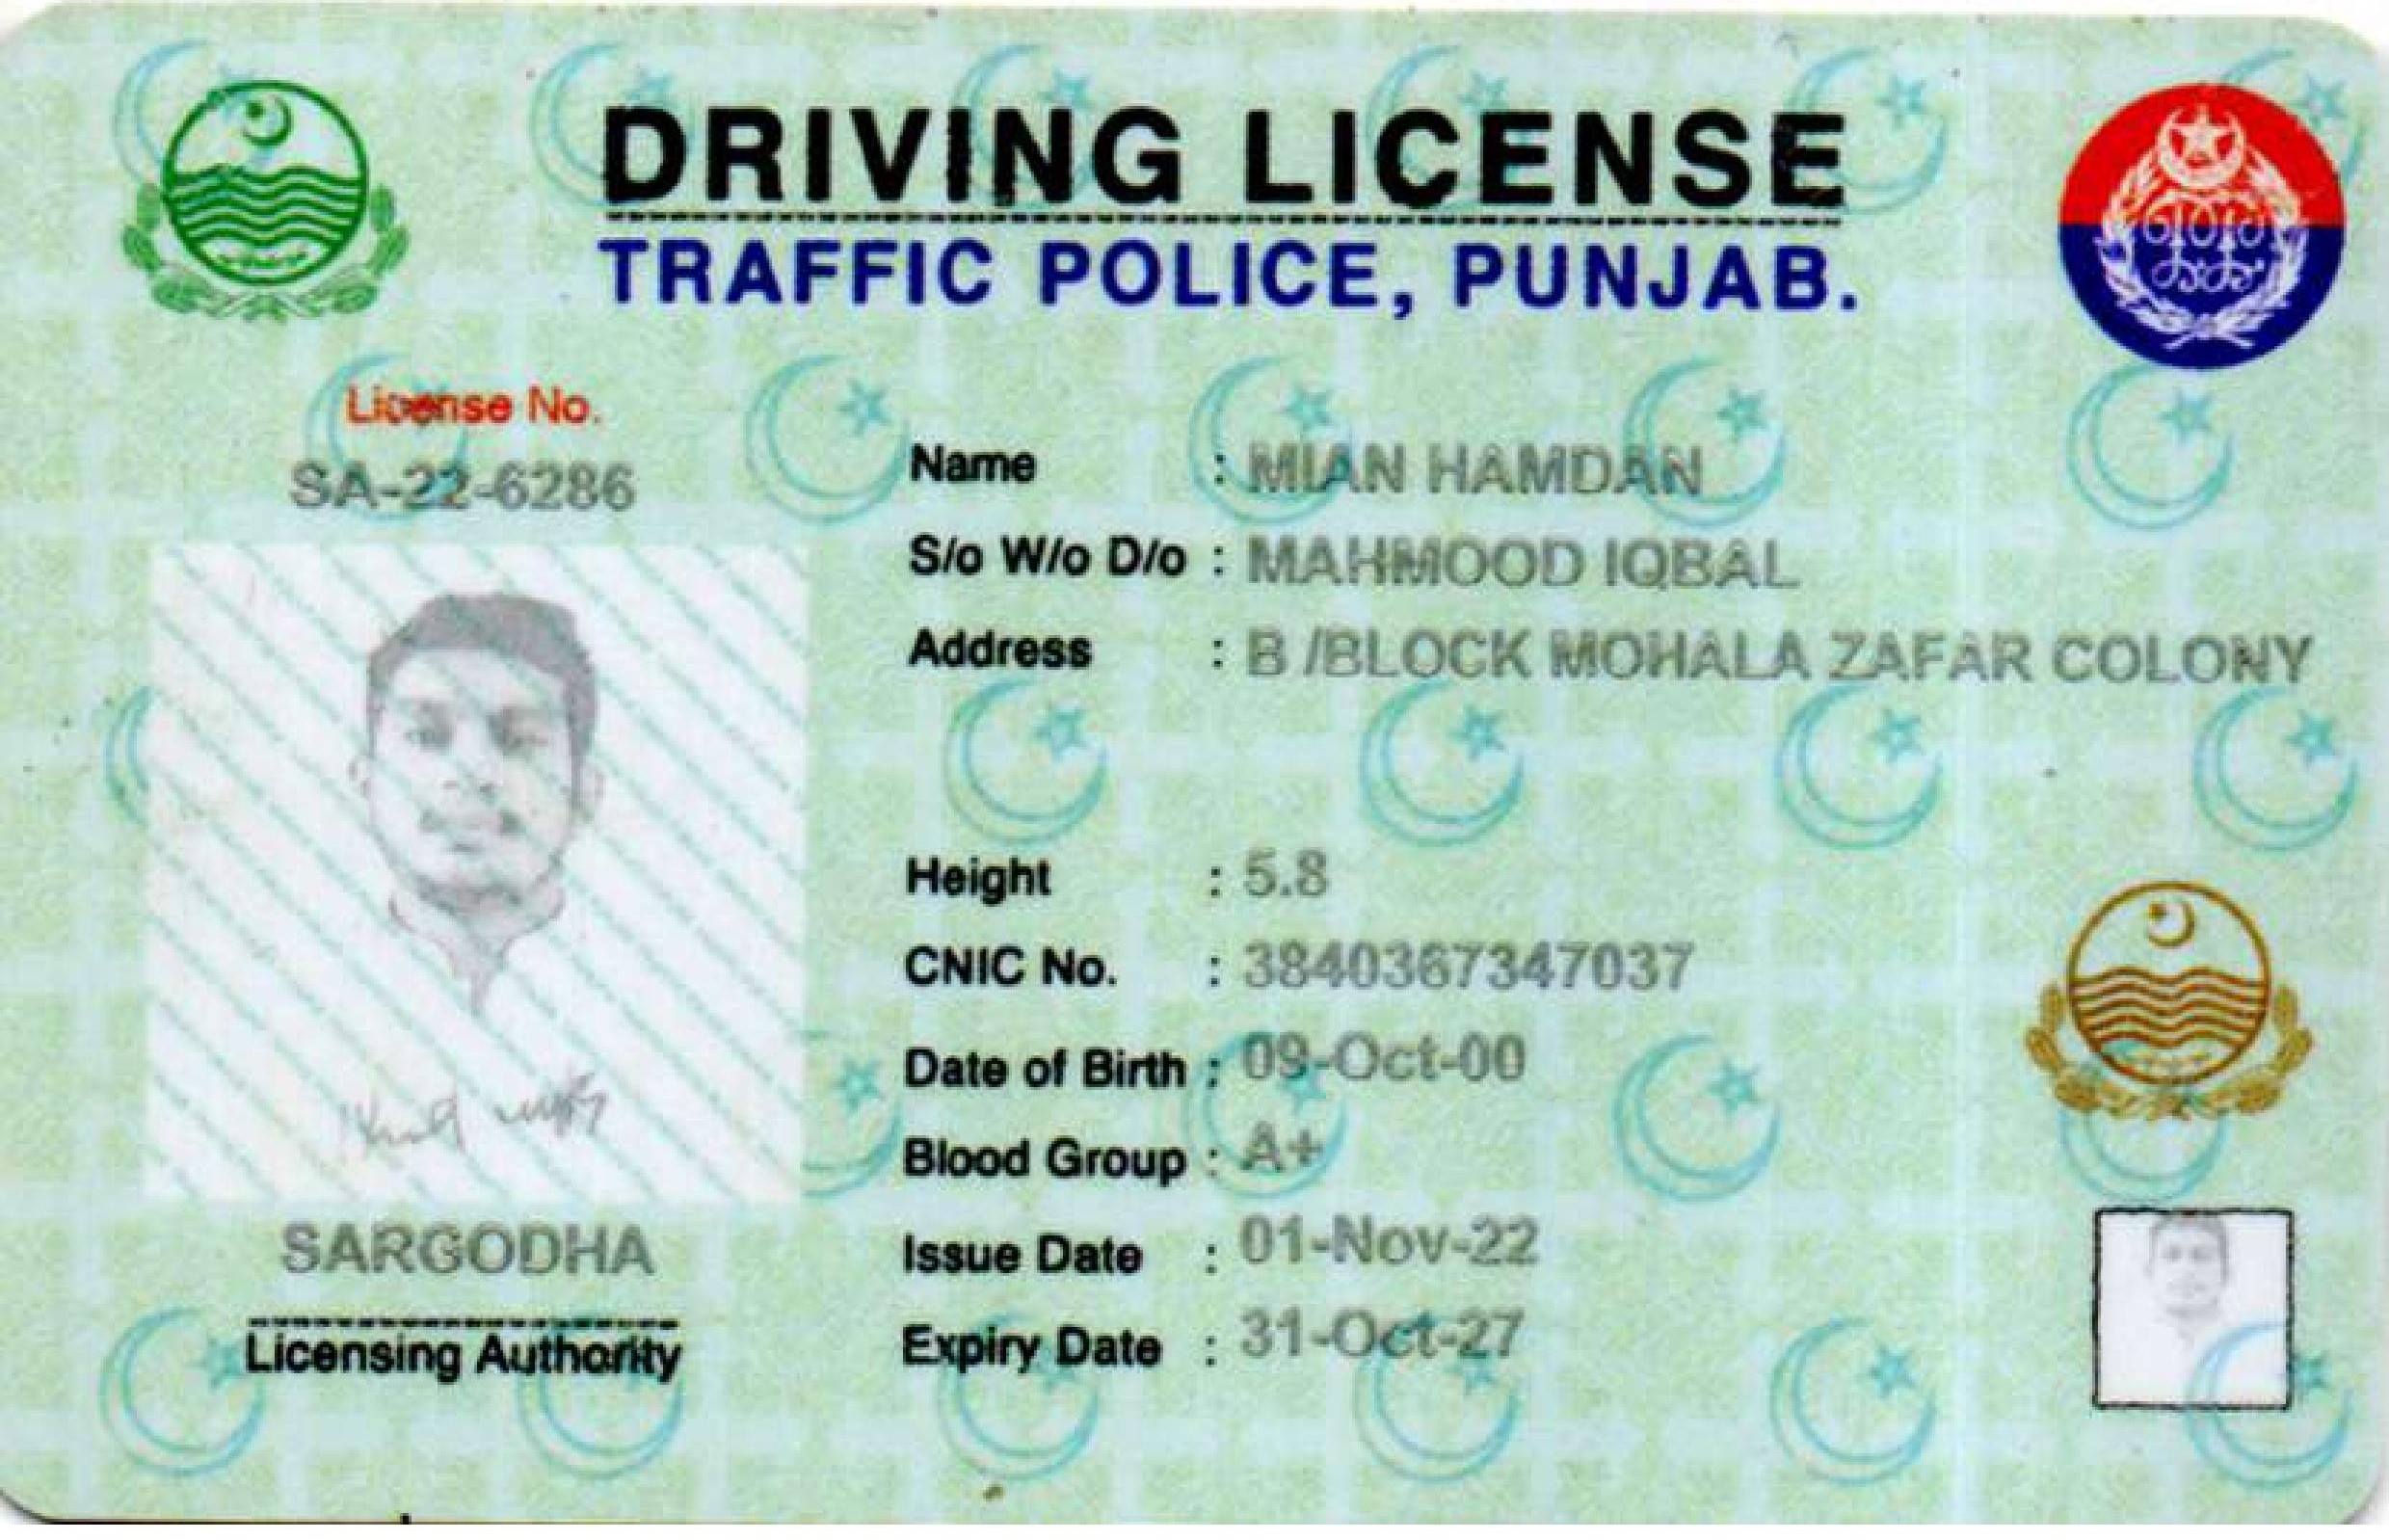 DRIVING LICENSE
TRAFFIC POLICE, PUNJAB.
License No.
SA-22-6286
Name : MIAN HAMDAN
S/o W/o D/o : MAHMOOD IQBAL
Address : B /BLOCK MOHALA ZAFAR COLONY
Height : 5.8
CNIC No. : 3840367347037
Date of Birth : 09-Oct-00
Blood Group : A+
Issue Date : 01-Nov-22
Expiry Date : 31-Oct-27
SARGODHA
Licensing Authority